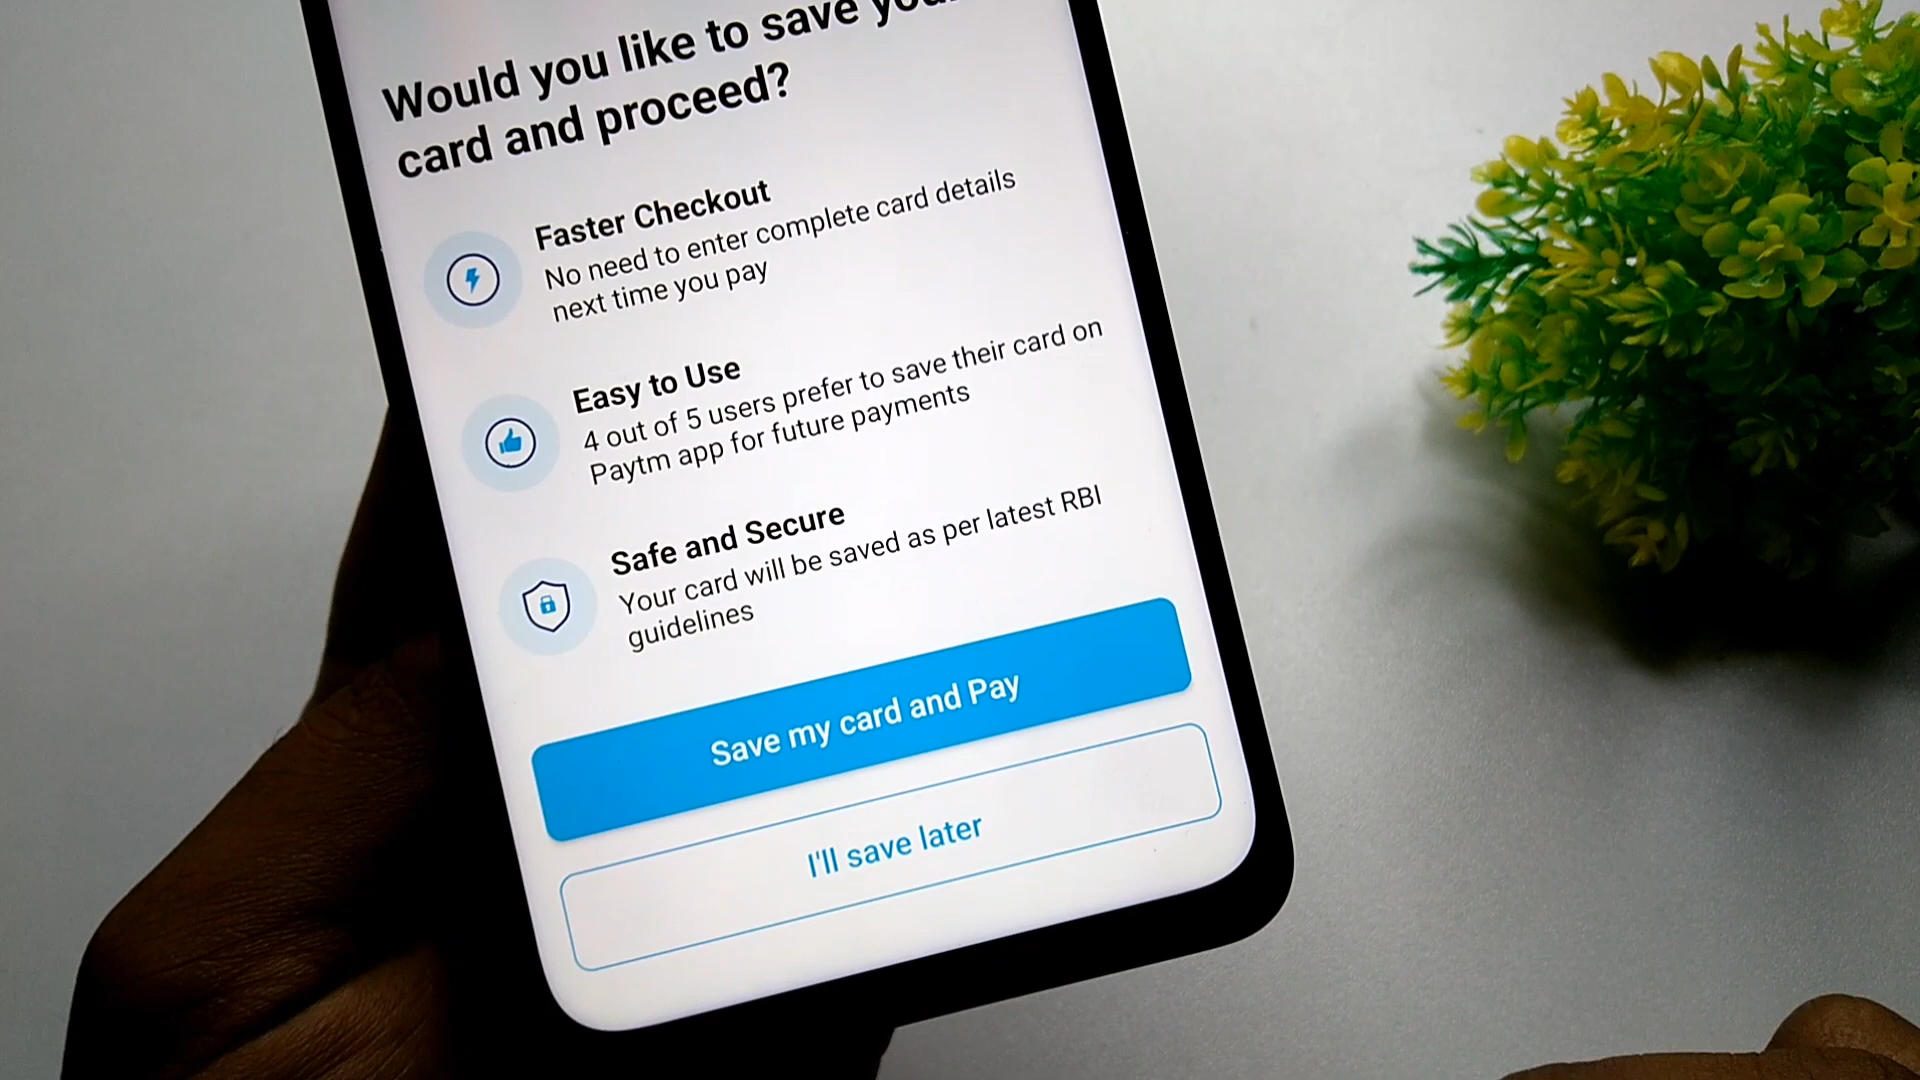 Would you like to save your
card and proceed?
Faster Checkout
No need to enter complete card details
next time you pay
Easy to Use
4 out of 5 users prefer to save their card on
Paytm app for future payments
Safe and Secure
Your card will be saved as per latest RBI
guidelines
Save my card and Pay
I'll save later